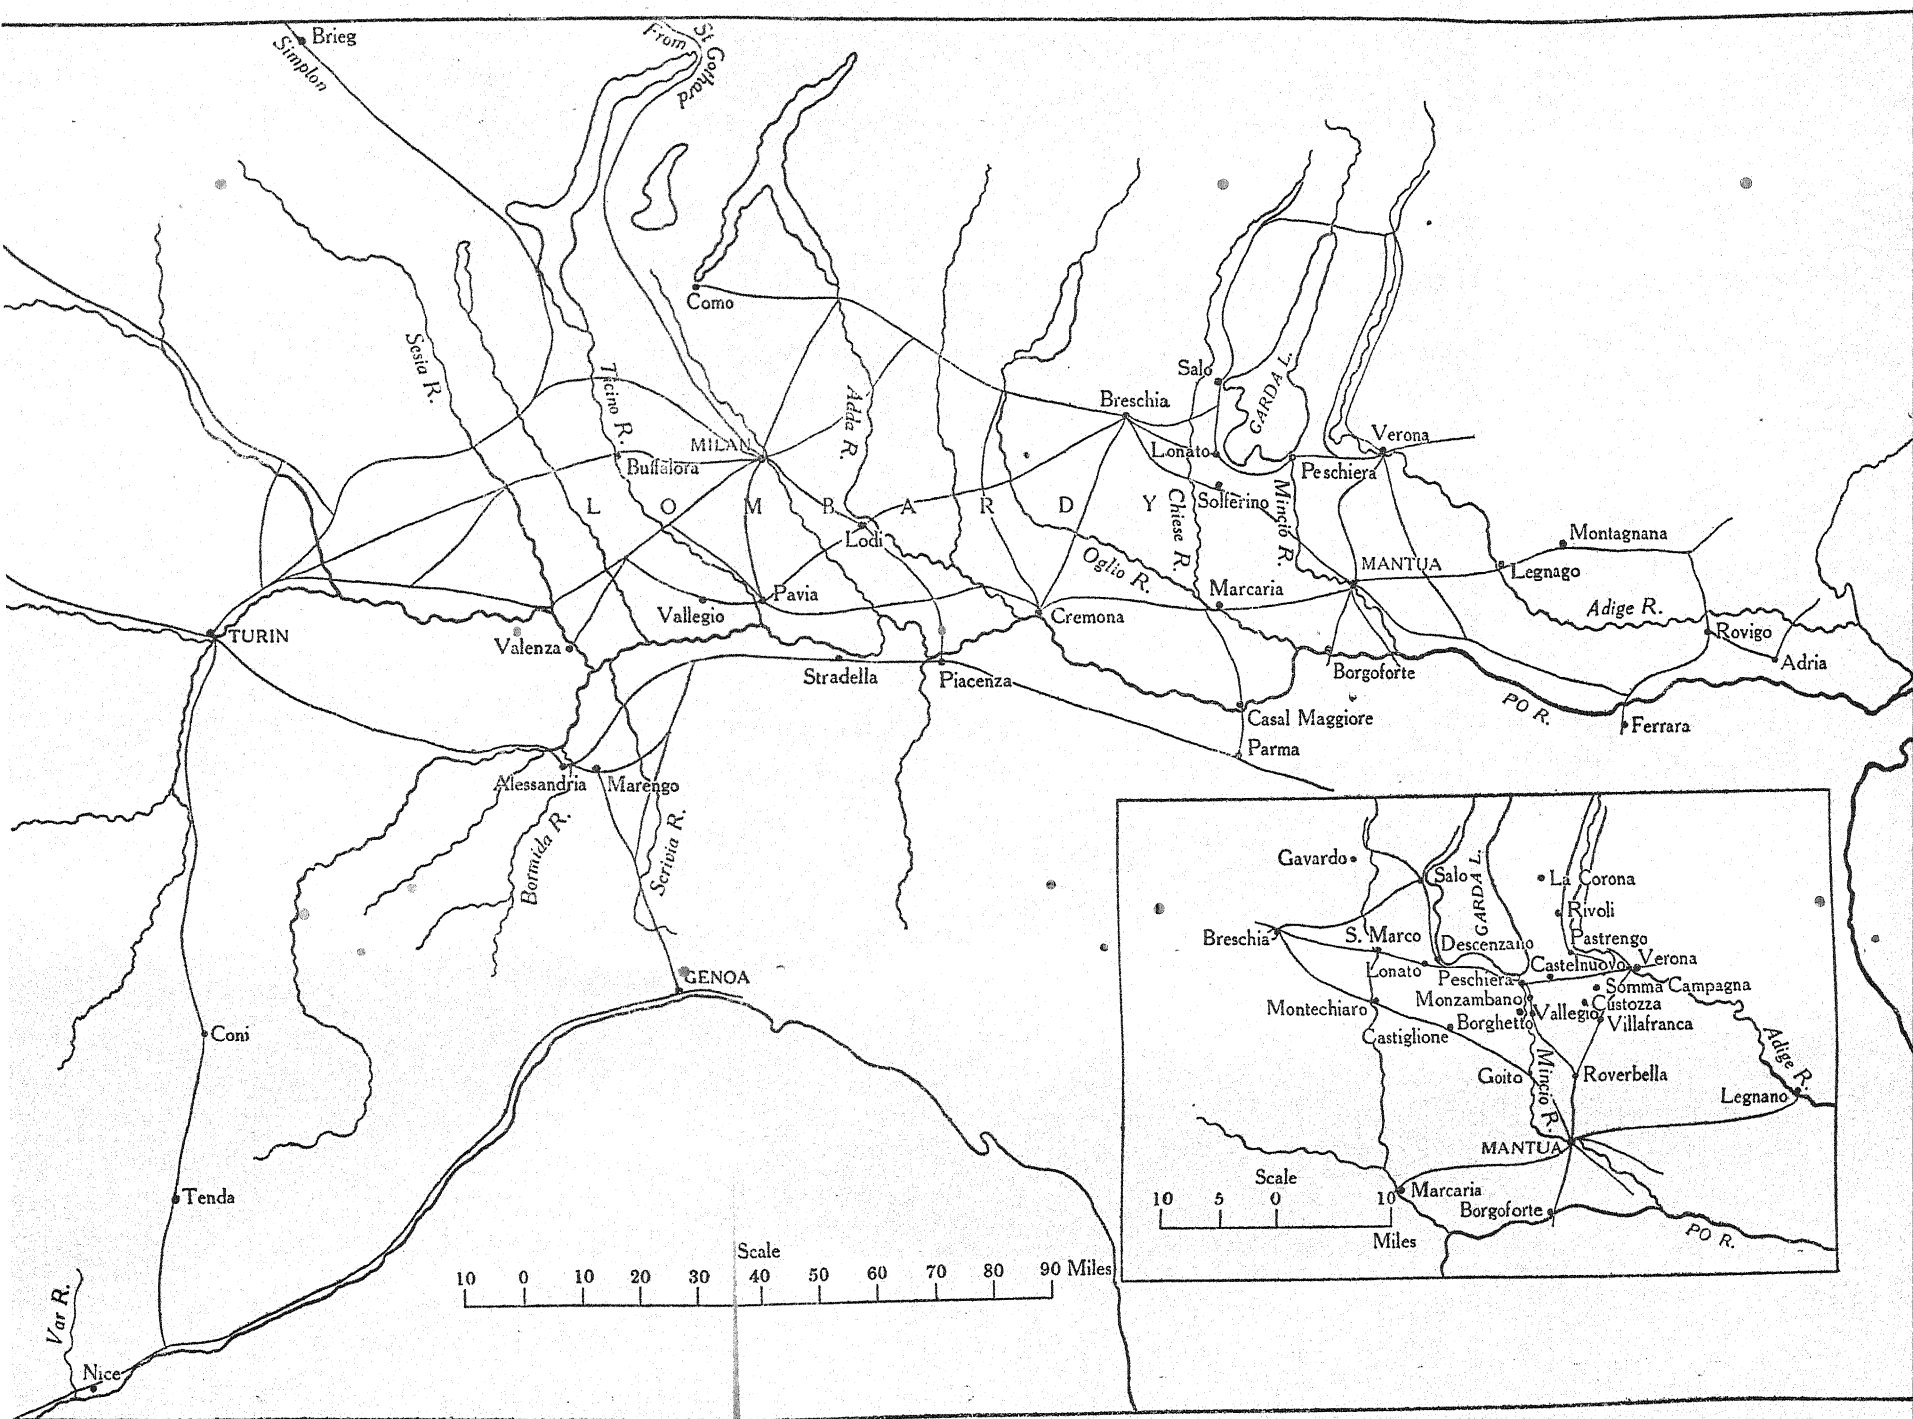 Brieg
Simplon
From
St Gothard
Como
Sesia R.
Ticino R.
Adda R.
Salo
GARDA L.
Breschia
Verona
MILAN
Buffalora
Lonato
Peschiera
Solferino
L O M B A R D Y
Chiese R.
Mincio R.
Lodi
Oglio R.
Montagnana
MANTUA
Legnago
Pavia
Vallegio
Marcaria
Cremona
Adige R.
TURIN
Valenza
Rovigo
Stradella
Piacenza
Borgoforte
Adria
PO R.
Casal Maggiore
Ferrara
Parma
Alessandria
Marengo
Bormida R.
Scrivia R.
GENOA
Coni
Tenda
Var R.
Nice
Scale
10 0 10 20 30 40 50 60 70 80 90 Miles
Gavardo
Salo
GARDA L.
La Corona
Rivoli
Breschia
S. Marco
Descenzano
Pastrengo
Lonato
Peschiera
Castelnuovo
Verona
Somma Campagna
Montechiaro
Monzambano
Vallegio
Custozza
Borghetto
Villafranca
Castiglione
Goito
Mincio R.
Roverbella
Adige R.
Legnano
MANTUA
Scale
10 5 0 10
Miles
Marcaria
Borgoforte
PO R.